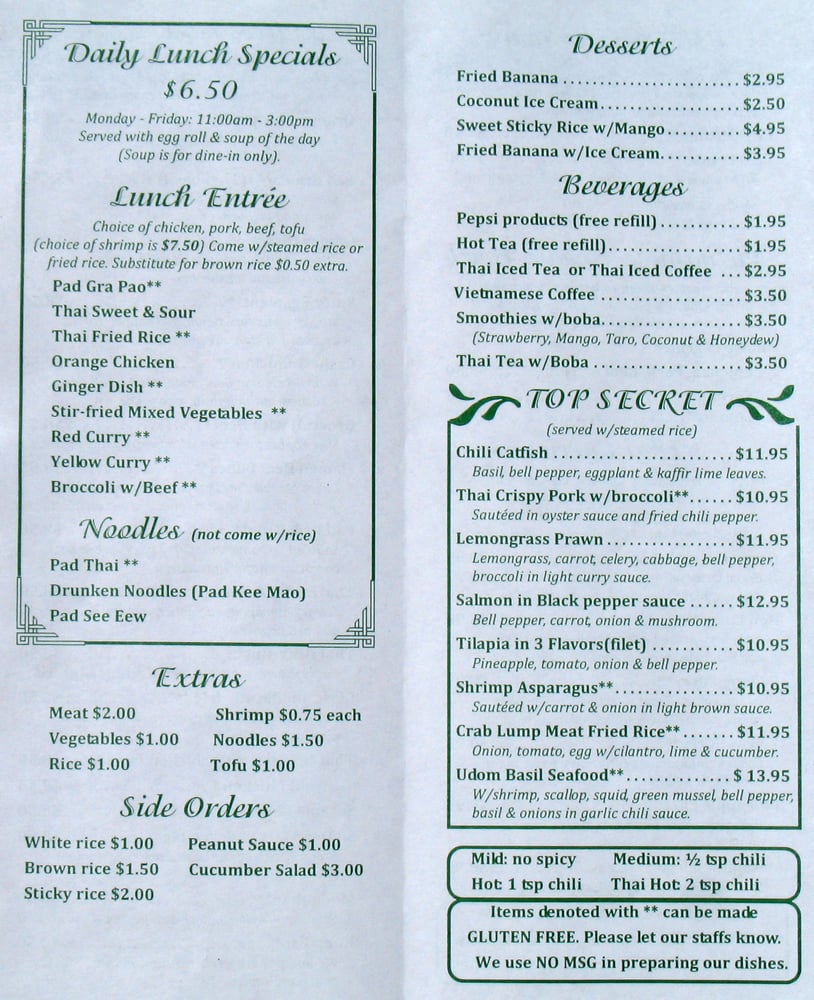 Daily Lunch Specials
$6.50
Monday - Friday: 11:00am - 3:00pm
Served with egg roll & soup of the day
(Soup is for dine-in only).
Lunch Entrée
Choice of chicken, pork, beef, tofu
(choice of shrimp is $7.50) Come w/steamed rice or
fried rice. Substitute for brown rice $0.50 extra.
Pad Gra Pao**
Thai Sweet & Sour
Thai Fried Rice **
Orange Chicken
Ginger Dish **
Stir-fried Mixed Vegetables **
Red Curry **
Yellow Curry **
Broccoli w/Beef **
Noodles (not come w/rice)
Pad Thai **
Drunken Noodles (Pad Kee Mao)
Pad See Eew
Extras
Meat $2.00 Shrimp $0.75 each
Vegetables $1.00 Noodles $1.50
Rice $1.00 Tofu $1.00
Side Orders
White rice $1.00 Peanut Sauce $1.00
Brown rice $1.50 Cucumber Salad $3.00
Sticky rice $2.00
Desserts
Fried Banana ........................ $2.95
Coconut Ice Cream................... $2.50
Sweet Sticky Rice w/Mango.......... $4.95
Fried Banana w/Ice Cream........... $3.95
Beverages
Pepsi products (free refill)........... $1.95
Hot Tea (free refill).................. $1.95
Thai Iced Tea or Thai Iced Coffee ... $2.95
Vietnamese Coffee ................... $3.50
Smoothies w/boba................... $3.50
(Strawberry, Mango, Taro, Coconut & Honeydew)
Thai Tea w/Boba .................... $3.50
TOP SECRET
(served w/steamed rice)
Chili Catfish ........................ $11.95
Basil, bell pepper, eggplant & kaffir lime leaves.
Thai Crispy Pork w/broccoli**...... $10.95
Sautéed in oyster sauce and fried chili pepper.
Lemongrass Prawn ................. $11.95
Lemongrass, carrot, celery, cabbage, bell pepper,
broccoli in light curry sauce.
Salmon in Black pepper sauce ...... $12.95
Bell pepper, carrot, onion & mushroom.
Tilapia in 3 Flavors(filet) ........... $10.95
Pineapple, tomato, onion & bell pepper.
Shrimp Asparagus**................ $10.95
Sautéed w/carrot & onion in light brown sauce.
Crab Lump Meat Fried Rice**....... $11.95
Onion, tomato, egg w/cilantro, lime & cucumber.
Udom Basil Seafood**.............. $ 13.95
W/shrimp, scallop, squid, green mussel, bell pepper,
basil & onions in garlic chili sauce.
Mild: no spicy Medium: ½ tsp chili
Hot: 1 tsp chili Thai Hot: 2 tsp chili
Items denoted with ** can be made
GLUTEN FREE. Please let our staffs know.
We use NO MSG in preparing our dishes.